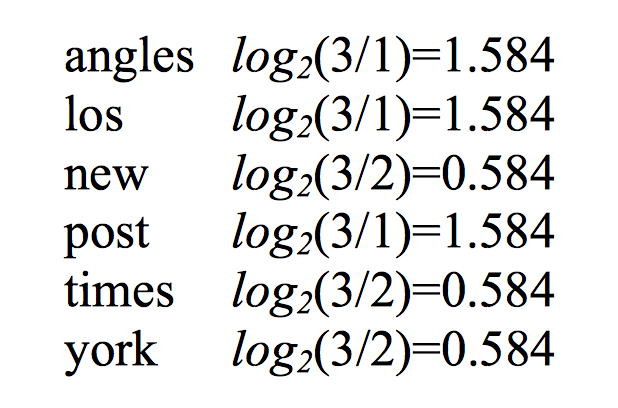 angles log₂(3/1)=1.584
los log₂(3/1)=1.584
new log₂(3/2)=0.584
post log₂(3/1)=1.584
times log₂(3/2)=0.584
york log₂(3/2)=0.584